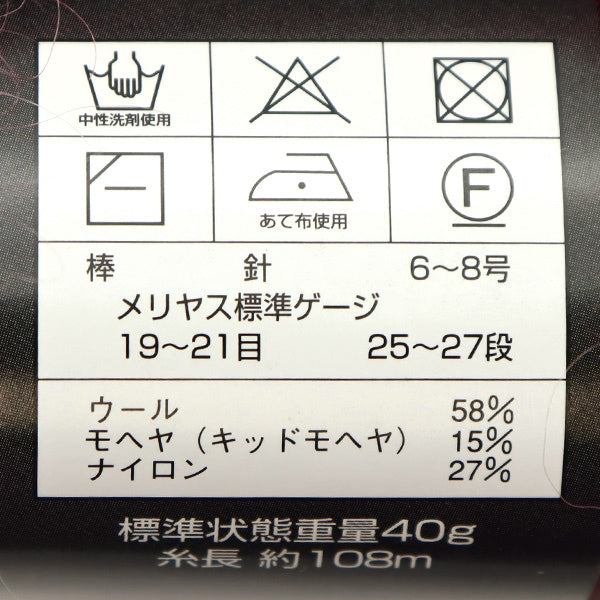 中性洗剤使用
あて布使用
F
棒 針 6〜8号
メリヤス標準ゲージ
19〜21目 25〜27段
ウール 58%
モヘヤ（キッドモヘヤ） 15%
ナイロン 27%
標準状態重量40g
糸長 約108m